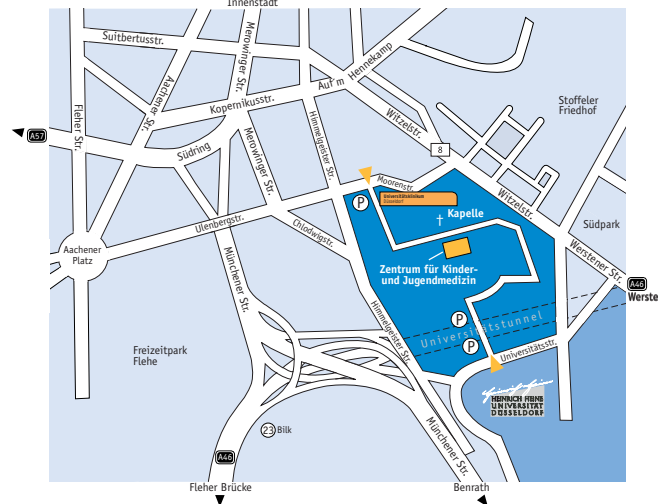 Innenstadt
Suitbertusstr.
Merowinger Str.
Auf'm Hennekamp
Aachener Str.
Fleher Str.
Kopernikusstr.
Witzelstr.
Stoffeler
Friedhof
A57
Südring
Merowinger Str.
Himmelgeister Str.
8
Moorenstr.
Universitätsklinikum
Düsseldorf
P
Witzelstr.
Kapelle
Ulenbergstr.
Chlodwigstr.
Südpark
Aachener
Platz
Münchener Str.
Zentrum für Kinder-
und Jugendmedizin
Werstener Str.
A46
Werste
Himmelgeister Str.
P
Universitätstunnel
P
Universitätsstr.
Freizeitpark
Flehe
HEINRICH HEINE
UNIVERSITÄT
DÜSSELDORF
23 Bilk
Münchener Str.
A46
Fleher Brücke
Benrath